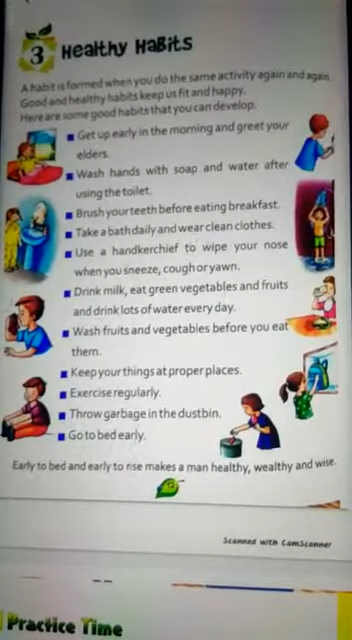 3 Healthy Habits
A habit is formed when you do the same activity again and again.
Good and healthy habits keep us fit and happy.
Here are some good habits that you can develop.
■ Get up early in the morning and greet your
elders.
■ Wash hands with soap and water after
using the toilet.
■ Brush your teeth before eating breakfast.
■ Take a bath daily and wear clean clothes.
■ Use a handkerchief to wipe your nose
when you sneeze, cough or yawn.
■ Drink milk, eat green vegetables and fruits
and drink lots of water every day.
■ Wash fruits and vegetables before you eat
them.
■ Keep your things at proper places.
■ Exercise regularly.
■ Throw garbage in the dustbin.
■ Go to bed early.
Early to bed and early to rise makes a man healthy, wealthy and wise.
Scanned with CamScanner
Practice Time